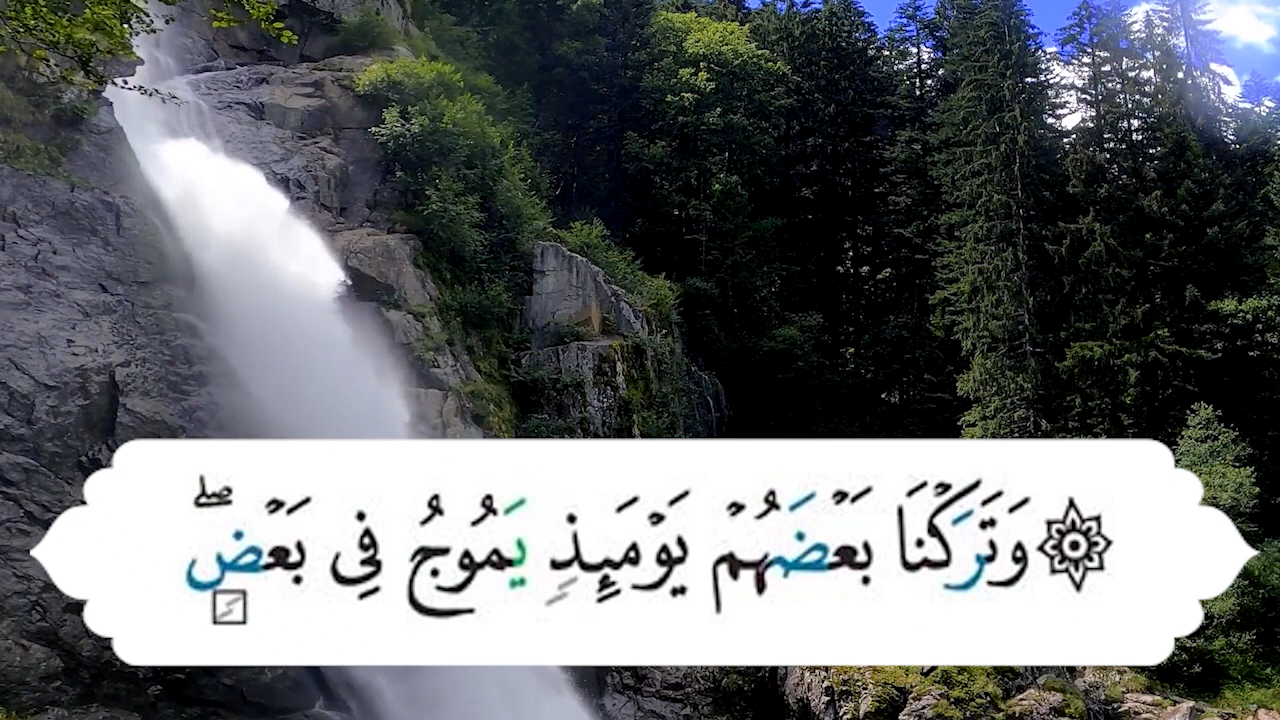 ۞ وَتَرَكْنَا بَعْضَهُمْ يَوْمَئِذٍ يَمُوجُ فِى بَعْضٍ ۖ